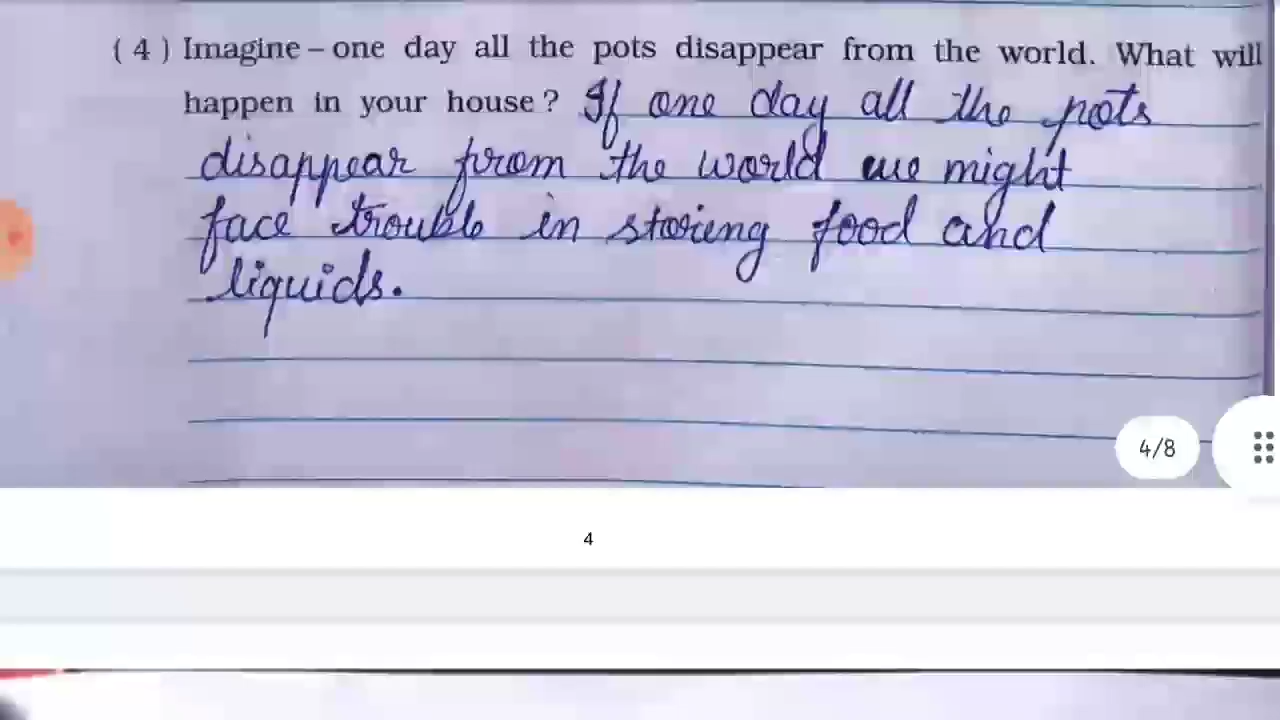 ( 4 ) Imagine – one day all the pots disappear from the world. What will
happen in your house ? If one day all the pots
disappear from the world we might
face trouble in storing food and
liquids.
4/8
4